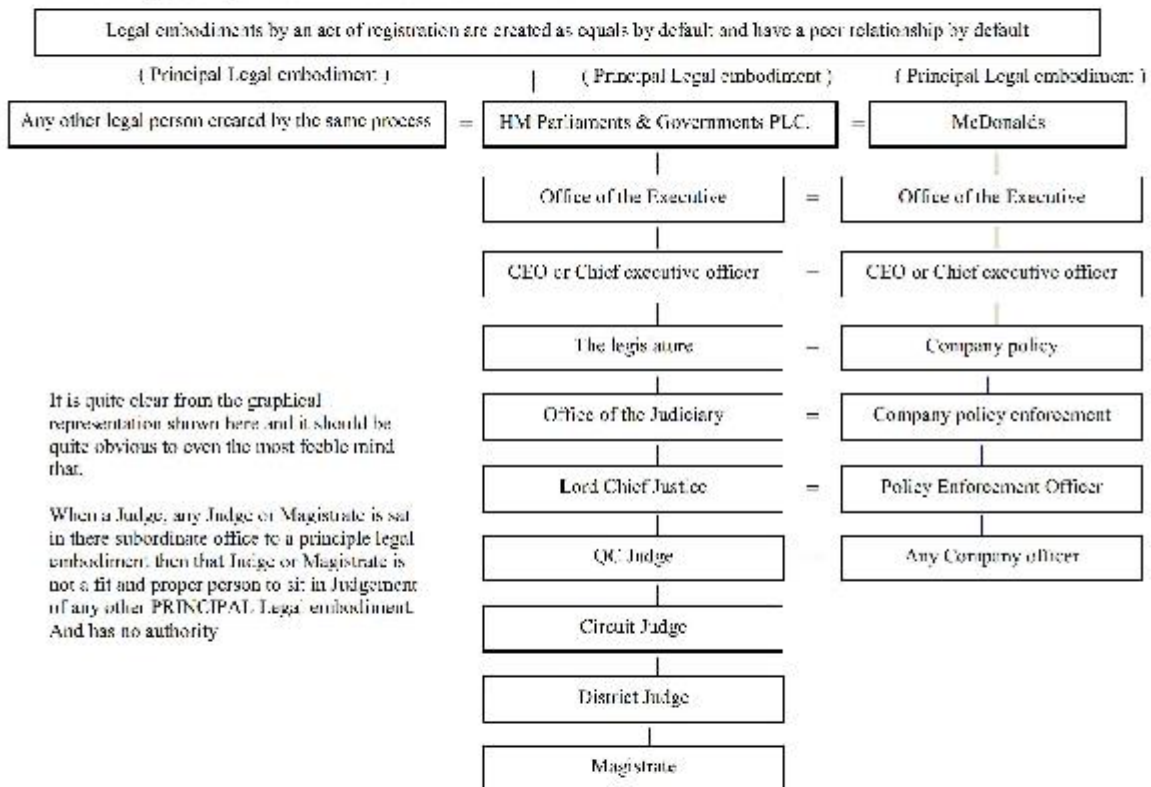 Legal embodiments by an act of registration are created as equals by default and have a peer relationship by default
( Principal Legal embodiment ) ( Principal Legal embodiment ) ( Principal Legal embodiment )
Any other legal person created by the same process = HM Parliaments & Governments PLC. = McDonalds
Office of the Executive = Office of the Executive
CEO or Chief executive officer = CEO or Chief executive officer
The legislature = Company policy
Office of the Judiciary = Company policy enforcement
Lord Chief Justice = Policy Enforcement Officer
QC Judge Any Company officer
Circuit Judge
District Judge
Magistrate
It is quite clear from the graphical
representation shown here and it should be
quite obvious to even the most feeble mind
that.
When a Judge, any Judge or Magistrate is sat
in there subordinate office to a principle legal
embodiment then that Judge or Magistrate is
not a fit and proper person to sit in Judgement
of any other PRINCIPAL Legal embodiment.
And has no authority